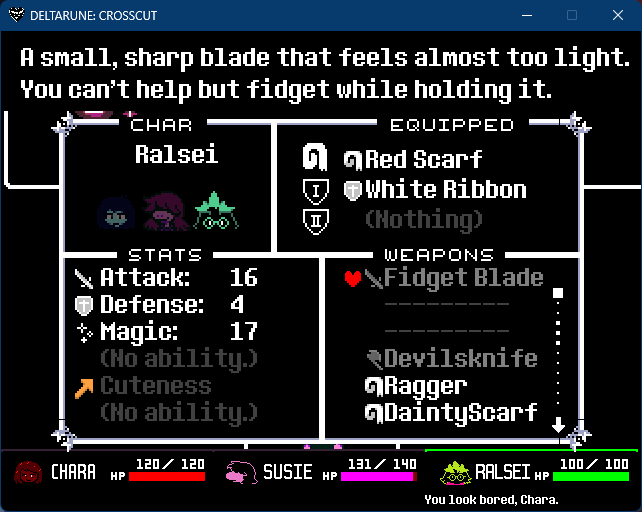 DELTARUNE: CROSSCUT
A small, sharp blade that feels almost too light.
You can't help but fidget while holding it.
CHAR
Ralsei
EQUIPPED
Red Scarf
I
White Ribbon
II
(Nothing)
STATS
Attack: 16
Defense: 4
Magic: 17
(No ability.)
Cuteness
(No ability.)
WEAPONS
Fidget Blade
---------
---------
Devilsknife
Ragger
DaintyScarf
CHARA HP 120/ 120
SUSIE HP 131/ 140
RALSEI HP 100/ 100
You look bored, Chara.